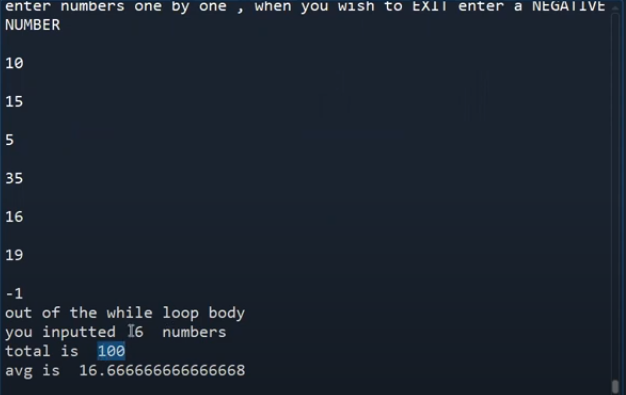 enter numbers one by one , when you wish to EXIT enter a NEGATIVE
NUMBER
10
15
5
35
16
19
-1
out of the while loop body
you inputted 6 numbers
total is 100
avg is 16.666666666666668